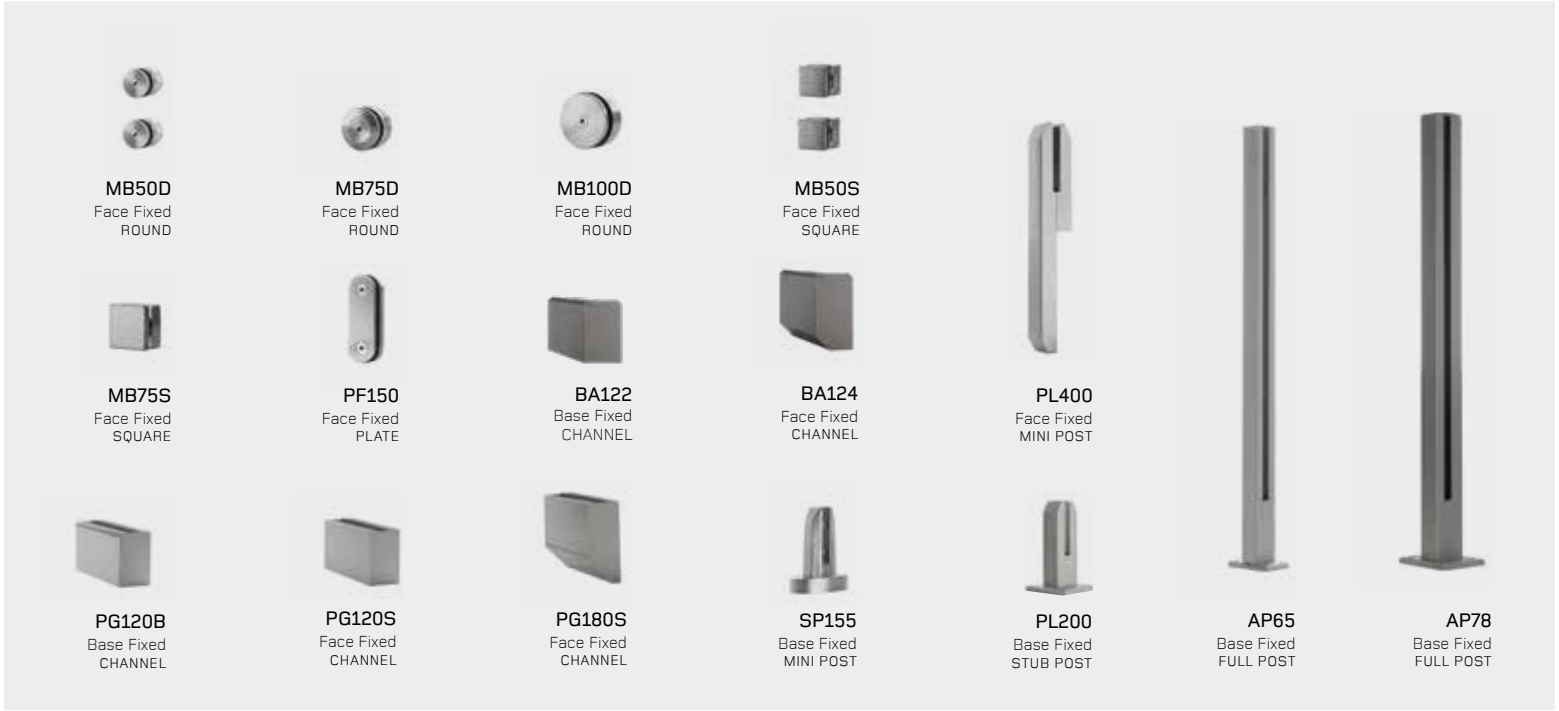 MB50D
Face Fixed
ROUND
MB75D
Face Fixed
ROUND
MB100D
Face Fixed
ROUND
MB50S
Face Fixed
SQUARE
MB75S
Face Fixed
SQUARE
PF150
Face Fixed
PLATE
BA122
Base Fixed
CHANNEL
BA124
Face Fixed
CHANNEL
PL400
Face Fixed
MINI POST
PG120B
Base Fixed
CHANNEL
PG120S
Face Fixed
CHANNEL
PG180S
Face Fixed
CHANNEL
SP155
Base Fixed
MINI POST
PL200
Base Fixed
STUB POST
AP65
Base Fixed
FULL POST
AP78
Base Fixed
FULL POST